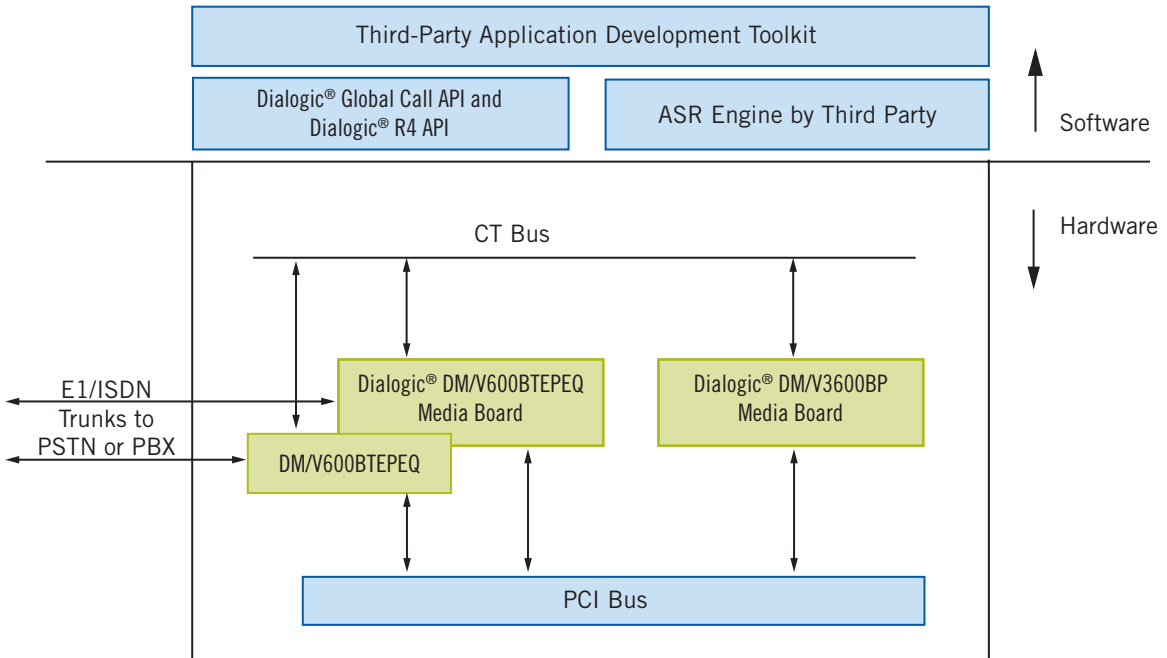 Third-Party Application Development Toolkit
Dialogic® Global Call API and
Dialogic® R4 API
ASR Engine by Third Party
Software
Hardware
CT Bus
Dialogic® DM/V600BTEPEQ
Media Board
Dialogic® DM/V3600BP
Media Board
E1/ISDN
Trunks to
PSTN or PBX
DM/V600BTEPEQ
PCI Bus